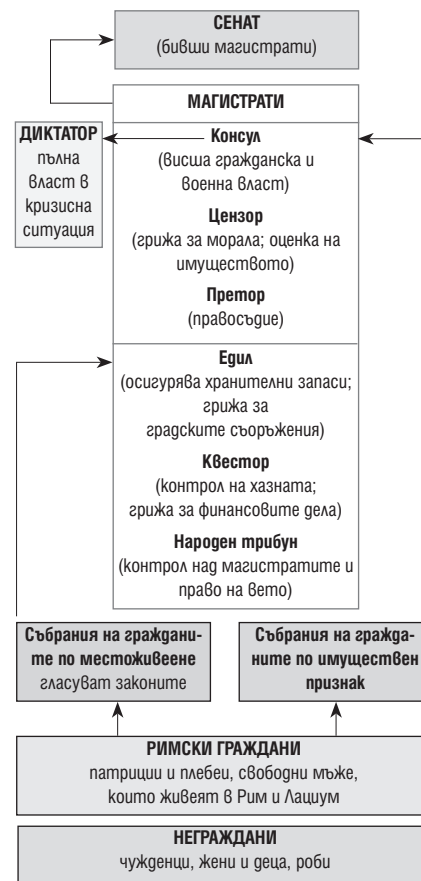 СЕНАТ
(бивши магистрати)
МАГИСТРАТИ
ДИКТАТОР
пълна
власт в
кризисна
ситуация
Консул
(висша гражданска и
военна власт)
Цензор
(грижа за морала; оценка на
имуществото)
Претор
(правосъдие)
Едил
(осигурява хранителни запаси;
грижа за
градските съоръжения)
Квестор
(контрол на хазната;
грижа за финансовите дела)
Народен трибун
(контрол над магистратите и
право на вето)
Събрания на граждани-
те по местоживеене
гласуват законите
Събрания на гражда-
ните по имуществен
признак
РИМСКИ ГРАЖДАНИ
патриции и плебеи, свободни мъже,
които живеят в Рим и Лациум
НЕГРАЖДАНИ
чужденци, жени и деца, роби